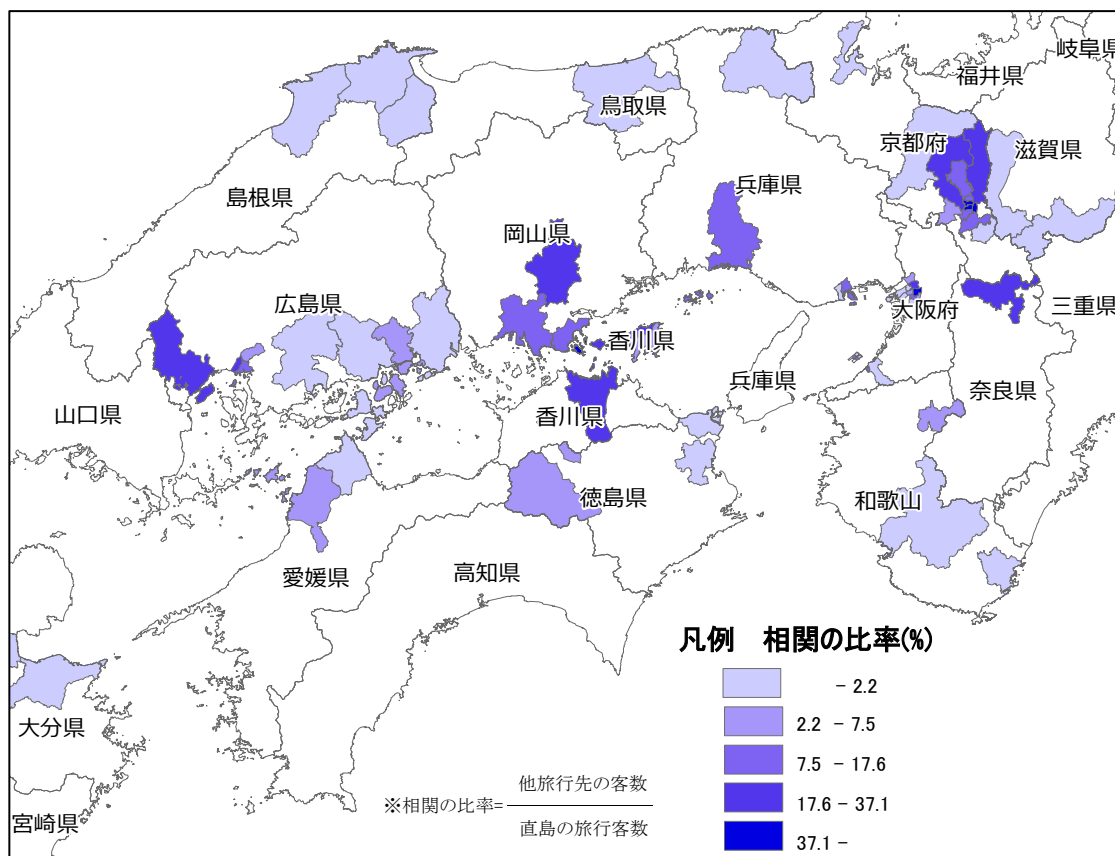 岐阜県
福井県
鳥取県
京都府
滋賀県
兵庫県
島根県
岡山県
広島県
大阪府
三重県
香川県
兵庫県
奈良県
山口県
香川県
和歌山
徳島県
愛媛県
高知県
凡例 相関の比率(%)
- 2.2
2.2 - 7.5
大分県
7.5 - 17.6
※相関の比率=他旅行先の客数
直島の旅行客数
17.6 - 37.1
宮崎県
37.1 -